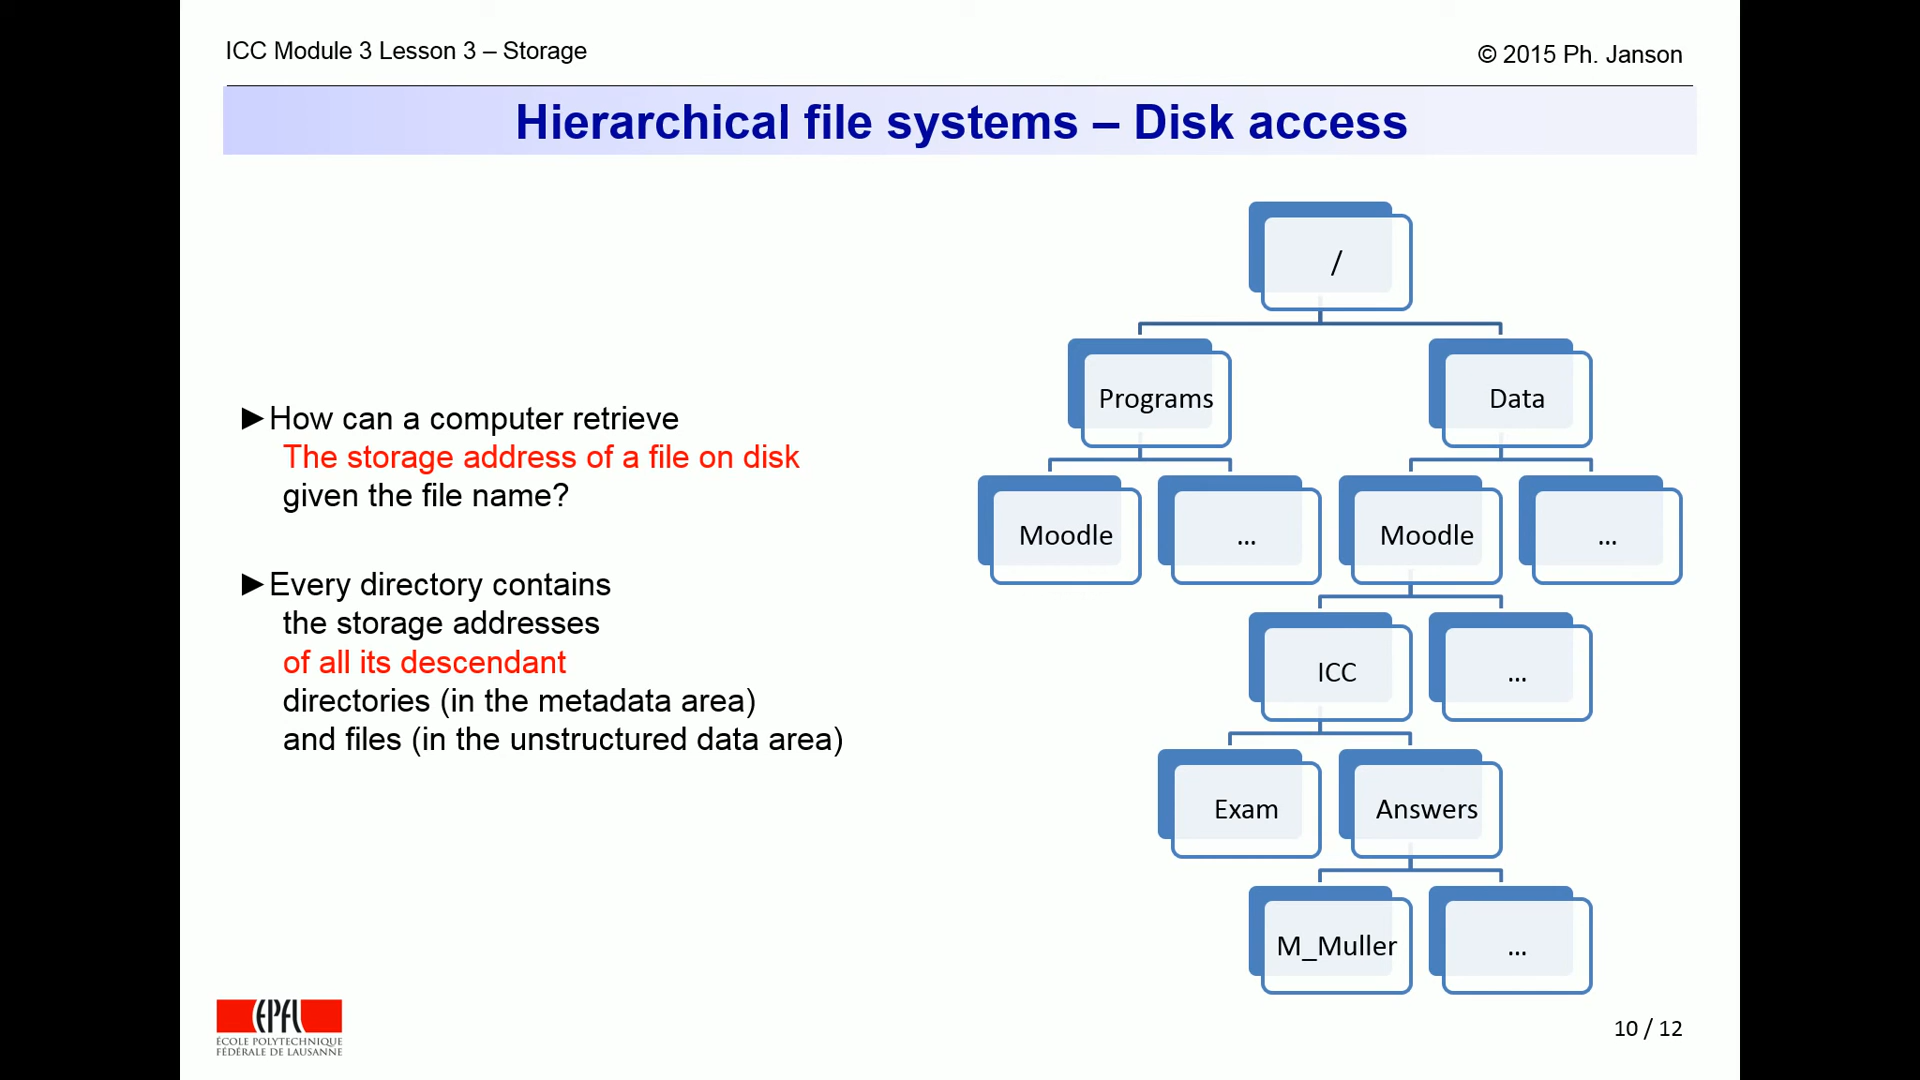 ICC Module 3 Lesson 3 – Storage
© 2015 Ph. Janson
Hierarchical file systems – Disk access
►How can a computer retrieve
The storage address of a file on disk
given the file name?
►Every directory contains
the storage addresses
of all its descendant
directories (in the metadata area)
and files (in the unstructured data area)
/
Programs
Data
Moodle
...
Moodle
...
ICC
...
Exam
Answers
M_Muller
...
EPFL
ÉCOLE POLYTECHNIQUE
FÉDÉRALE DE LAUSANNE
10 / 12